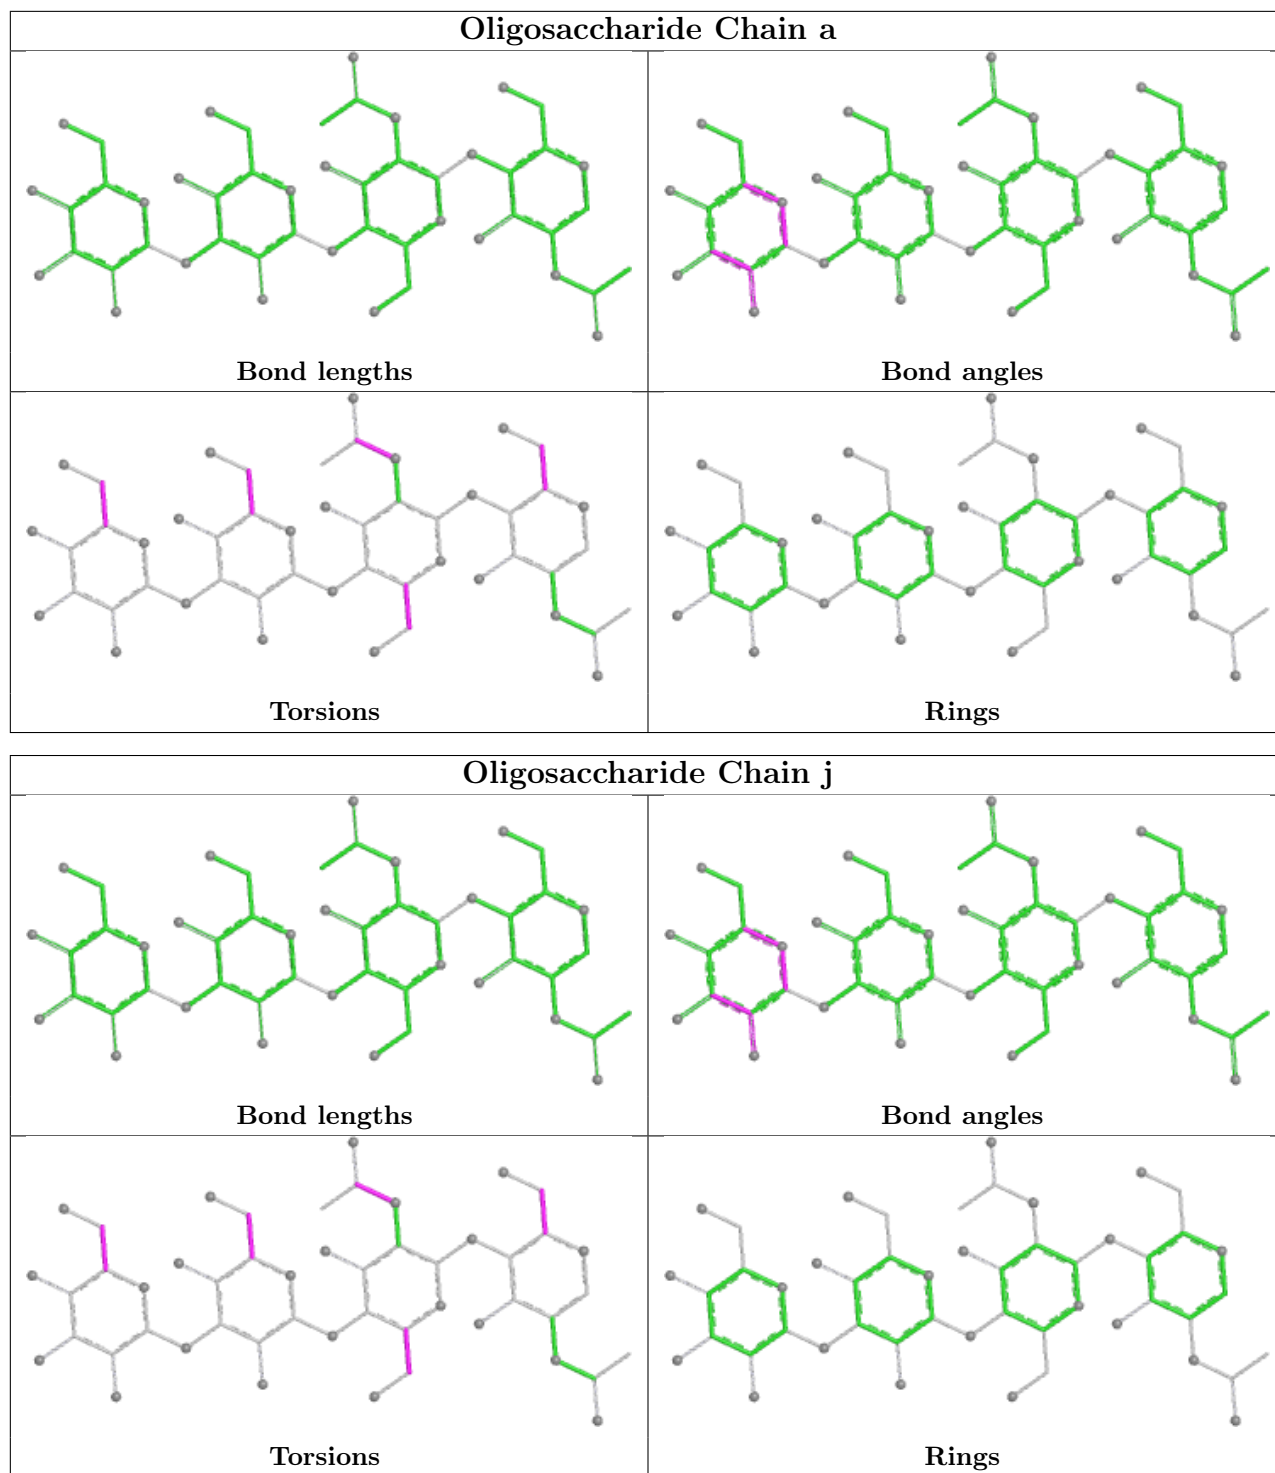 Oligosaccharide Chain a
Bond lengths
Bond angles
Torsions
Rings
Oligosaccharide Chain j
Bond lengths
Bond angles
Torsions
Rings